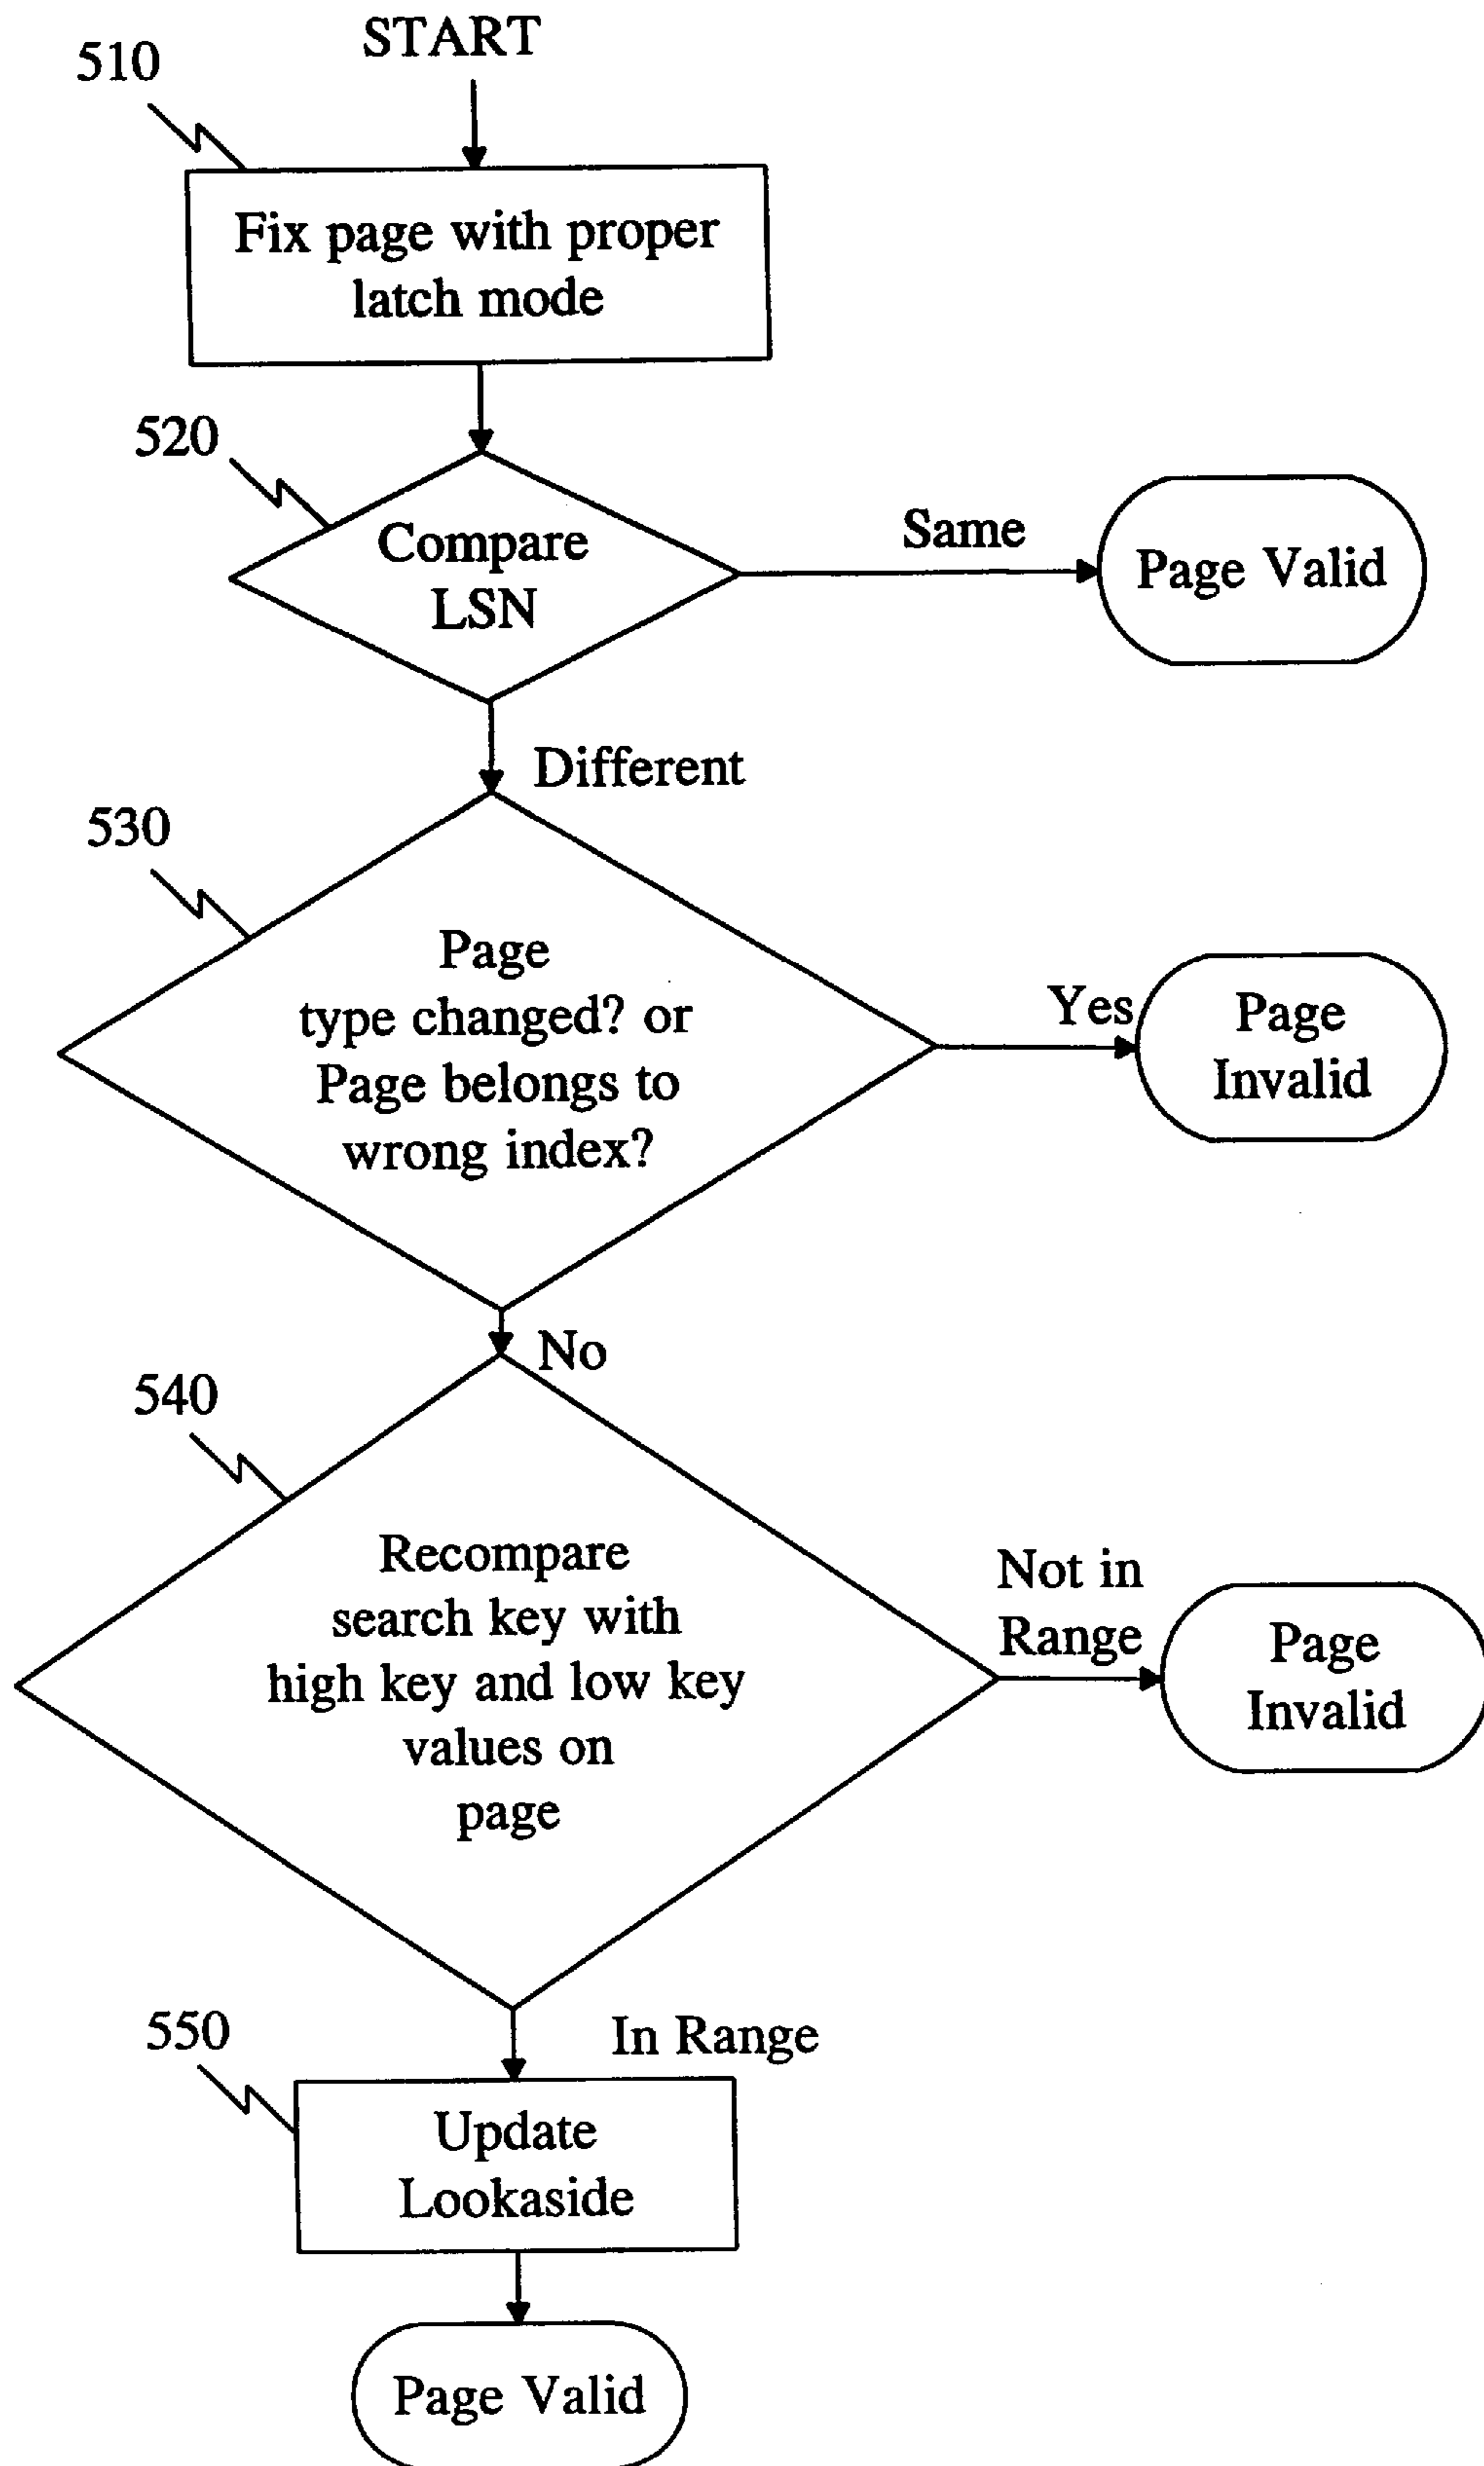 START
510
Fix page with proper
latch mode
520
Compare
LSN
Same
Page Valid
Different
530
Page
type changed? or
Page belongs to
wrong index?
Yes
Page
Invalid
No
540
Recompare
search key with
high key and low key
values on
page
Not in
Range
Page
Invalid
In Range
550
Update
Lookaside
Page Valid